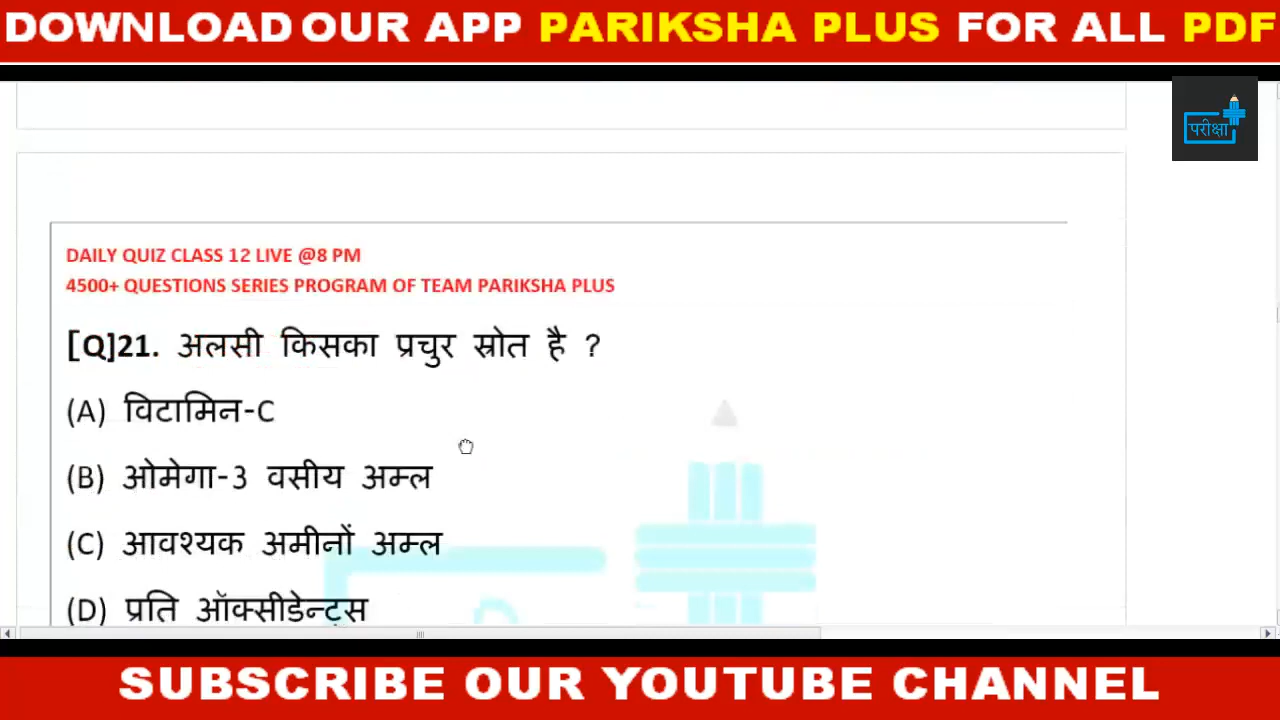 DOWNLOAD OUR APP PARIKSHA PLUS FOR ALL PDF
परीक्षा
DAILY QUIZ CLASS 12 LIVE @8 PM
4500+ QUESTIONS SERIES PROGRAM OF TEAM PARIKSHA PLUS
[Q]21. अलसी किसका प्रचुर स्रोत है ?
(A) विटामिन-C
(B) ओमेगा-3 वसीय अम्ल
(C) आवश्यक अमीनों अम्ल
(D) प्रति ऑक्सीडेन्ट्स
SUBSCRIBE OUR YOUTUBE CHANNEL